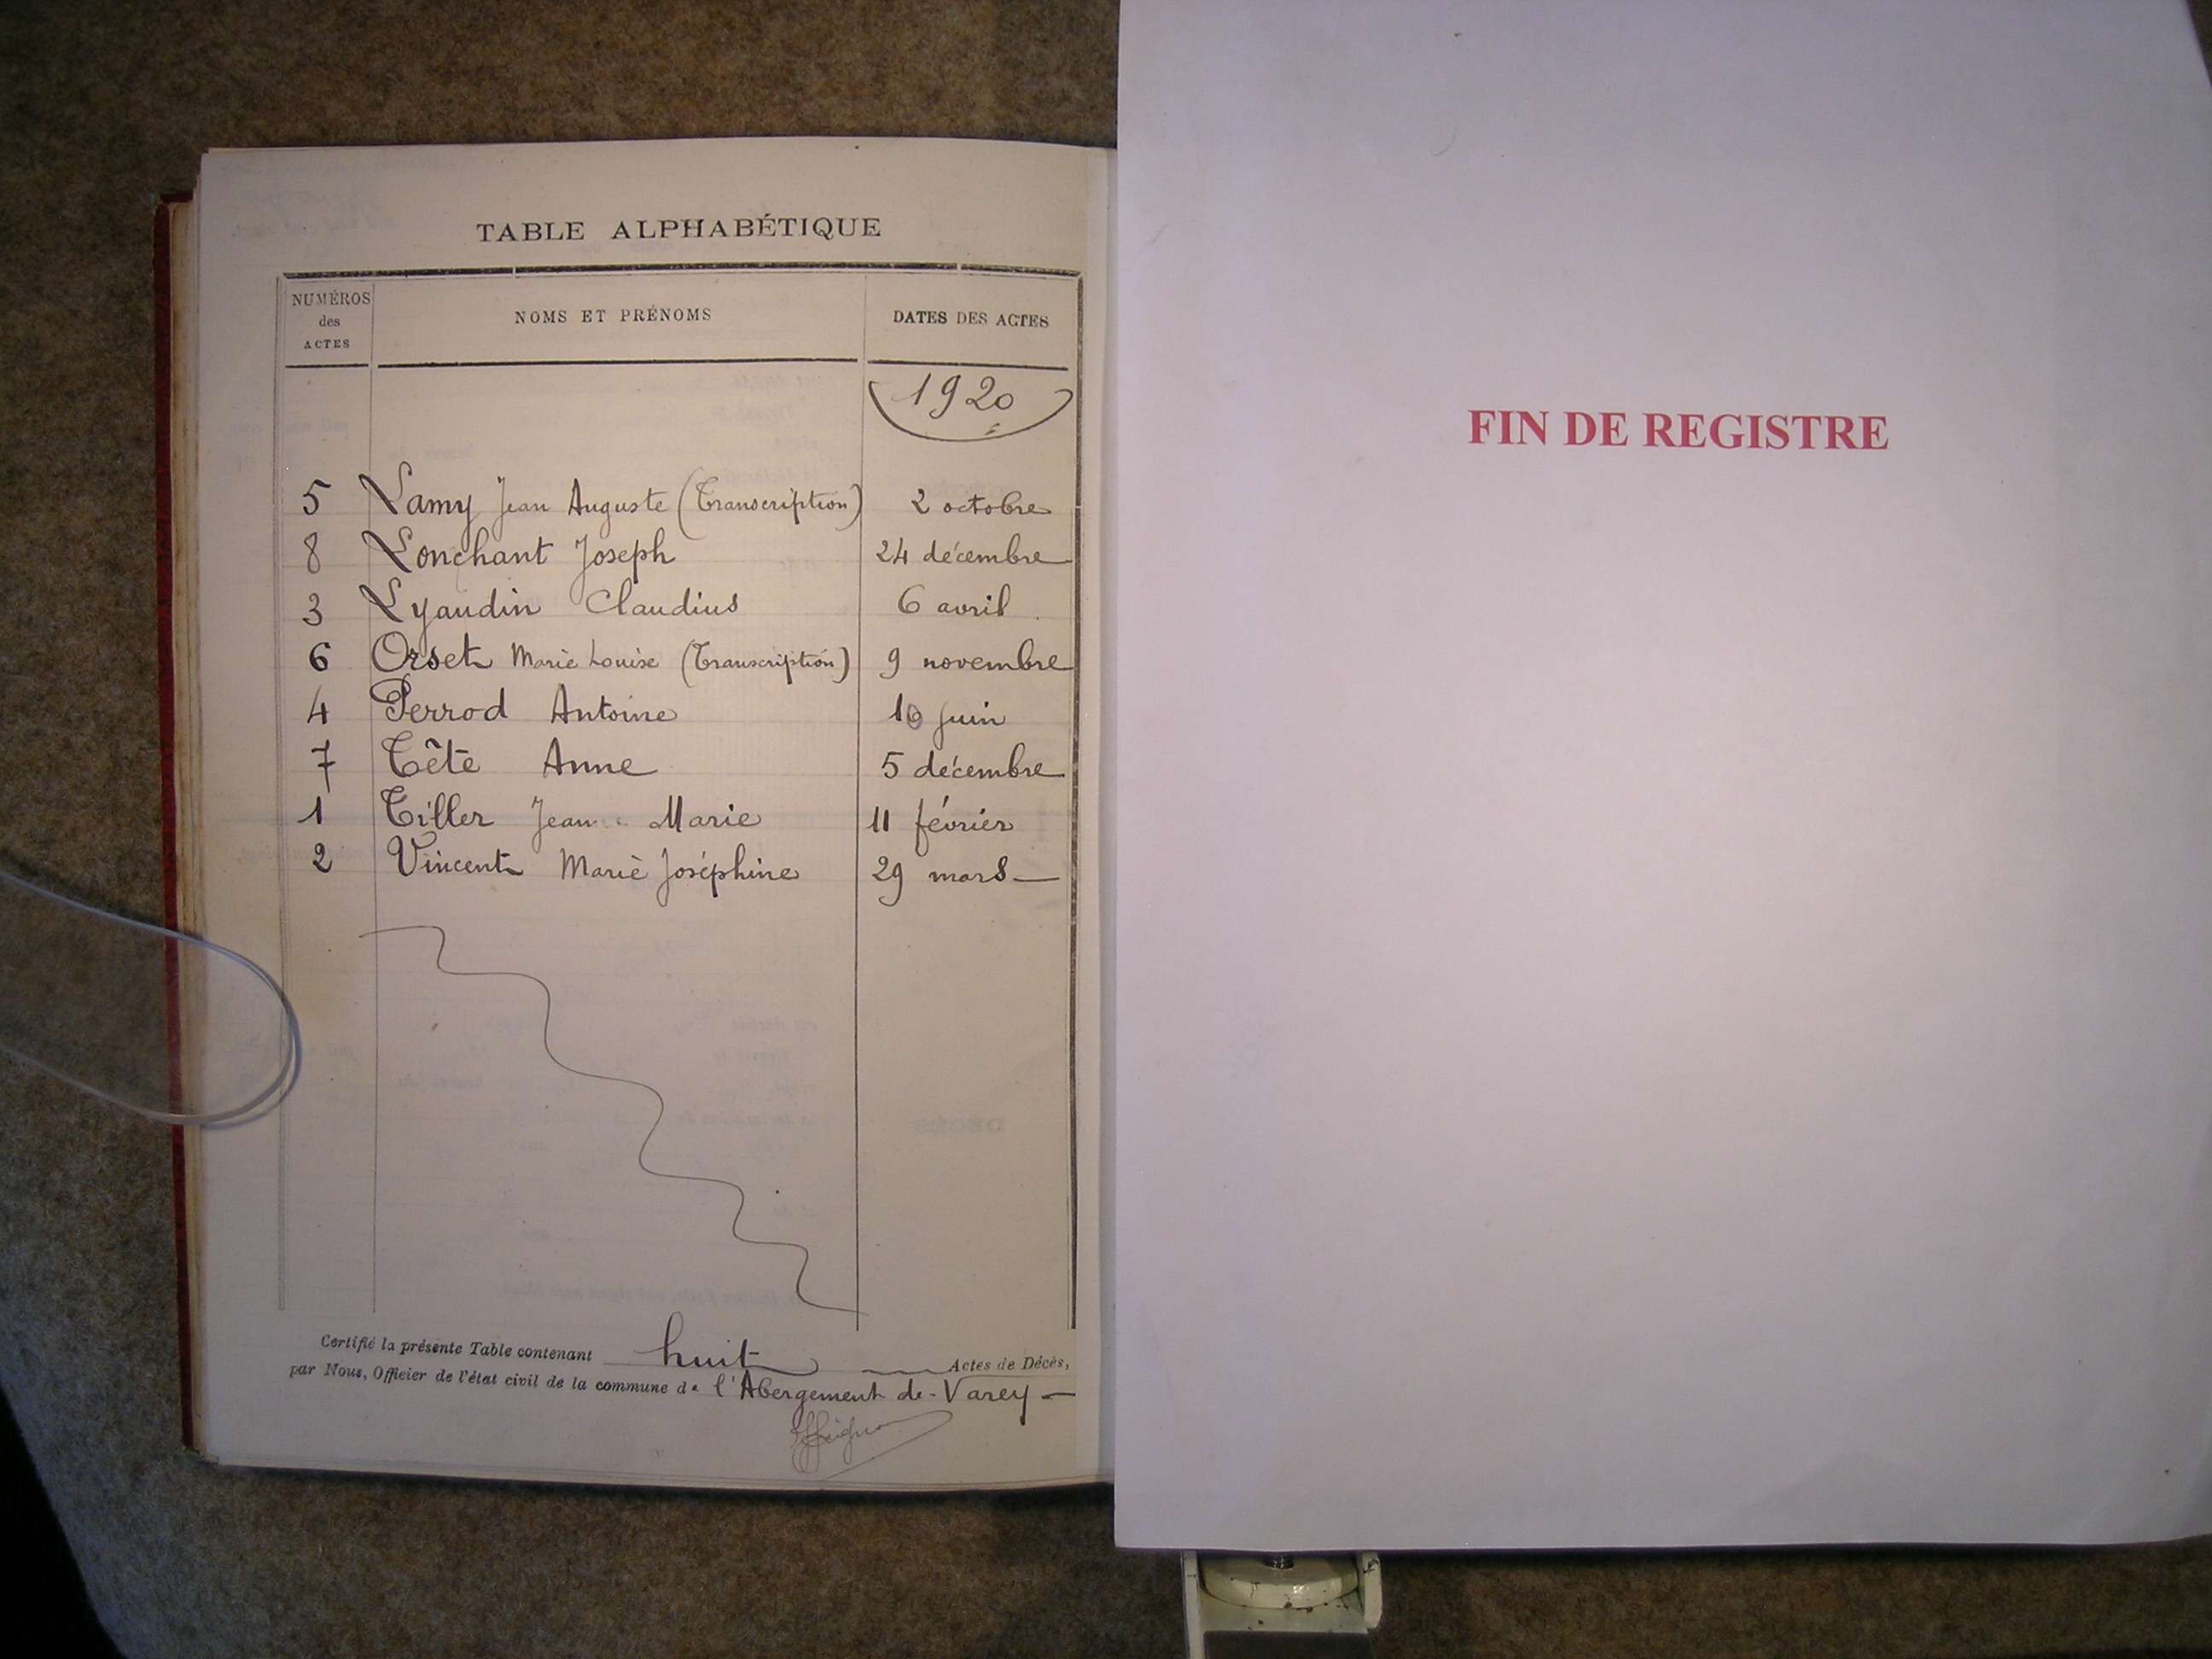 TABLE ALPHABÉTIQUE
NUMÉROS des ACTES NOMS ET PRÉNOMS DATES DES ACTES
1920
5 Lamy Jean Auguste (Transcription) 2 octobre
8 Lonchant Joseph 24 décembre
3 Lyaudin Claudius 6 avril
6 Orset Marie Louise (Transcription) 9 novembre
4 Perrod Antoine 10 juin
7 Tête Anne 5 décembre
1 Tiller Jean Marie 11 février
2 Vincent Marie Joséphine 29 mars
Certifié la présente Table contenant huit Actes de Décès,
par Nous, Officier de l'état civil de la commune de l'Abergement-de-Varey
FIN DE REGISTRE